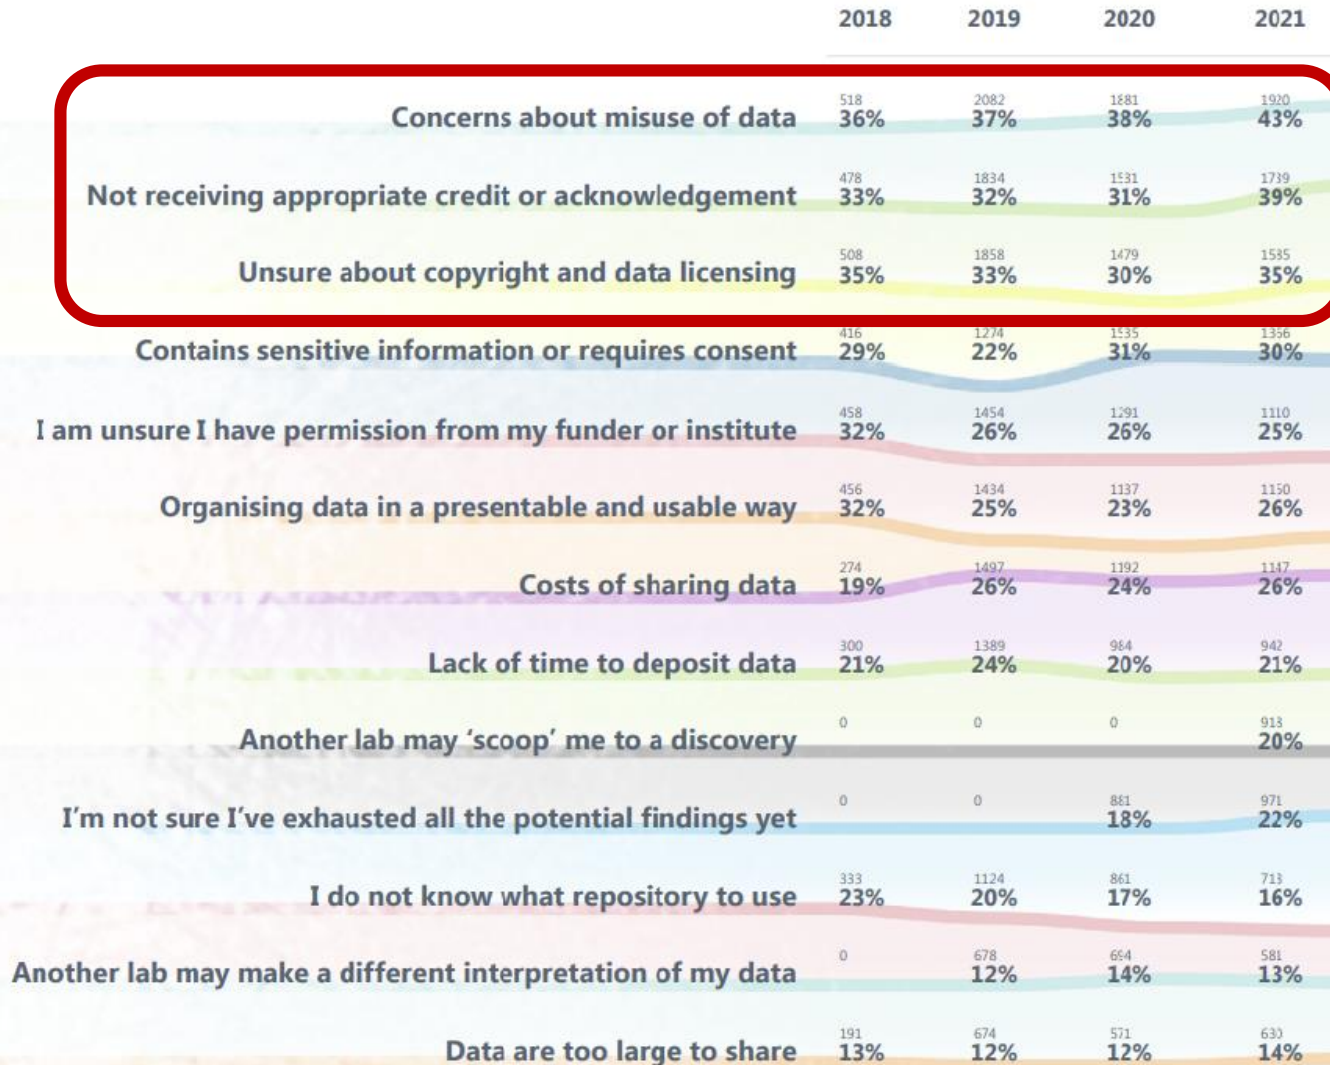 2018 2019 2020 2021
518 2082 1881 1920
Concerns about misuse of data 36% 37% 38% 43%
478 1834 1531 1739
Not receiving appropriate credit or acknowledgement 33% 32% 31% 39%
508 1858 1479 1535
Unsure about copyright and data licensing 35% 33% 30% 35%
416 1274 1535 1356
Contains sensitive information or requires consent 29% 22% 31% 30%
458 1454 1291 1110
I am unsure I have permission from my funder or institute 32% 26% 26% 25%
456 1434 1137 1150
Organising data in a presentable and usable way 32% 25% 23% 26%
274 1497 1192 1147
Costs of sharing data 19% 26% 24% 26%
300 1389 984 942
Lack of time to deposit data 21% 24% 20% 21%
0 0 0 913
Another lab may ‘scoop’ me to a discovery 20%
0 0 881 971
I’m not sure I’ve exhausted all the potential findings yet 18% 22%
333 1124 861 713
I do not know what repository to use 23% 20% 17% 16%
0 678 694 581
Another lab may make a different interpretation of my data 12% 14% 13%
191 674 571 630
Data are too large to share 13% 12% 12% 14%